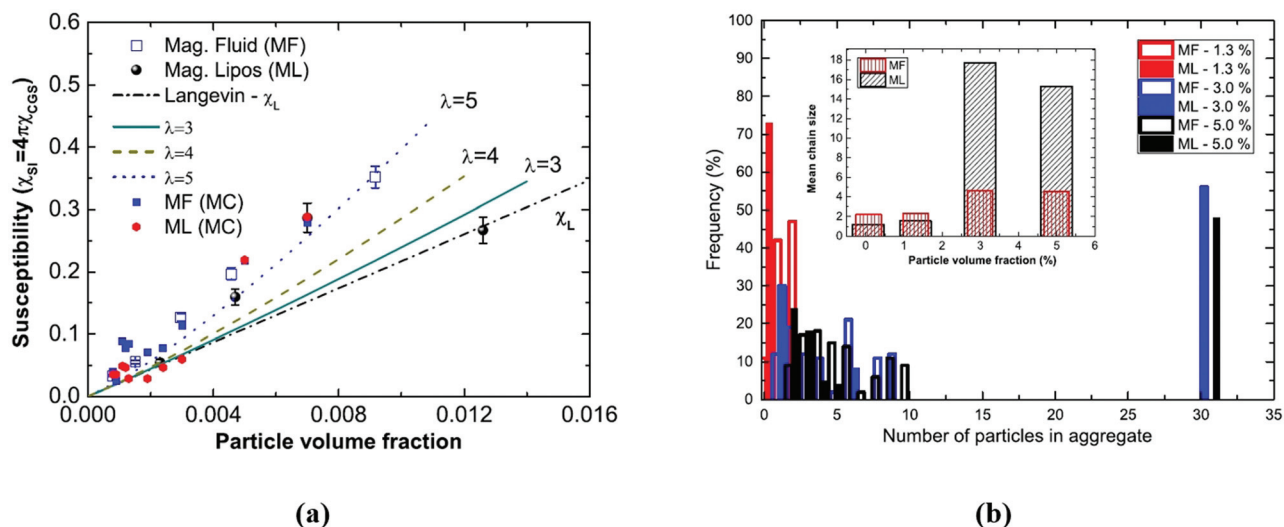 0.6
0.5
0.4
0.3
0.2
0.1
0.0
Susceptibility (χSI=4πχCGS)
Mag. Fluid (MF)
Mag. Lipos (ML)
Langevin - χL
λ=3
λ=4
λ=5
MF (MC)
ML (MC)
λ=5
λ=4
λ=3
χL
0.000 0.004 0.008 0.012 0.016
Particle volume fraction
(a)
100
90
80
70
60
50
40
30
20
10
0
Frequency (%)
MF - 1.3 %
ML - 1.3 %
MF - 3.0 %
ML - 3.0 %
MF - 5.0 %
ML - 5.0 %
18
16
14
12
10
8
6
4
2
0
Mean chain size
MF
ML
0 1 2 3 4 5 6
Particle volume fraction (%)
0 5 10 15 20 25 30 35
Number of particles in aggregate
(b)